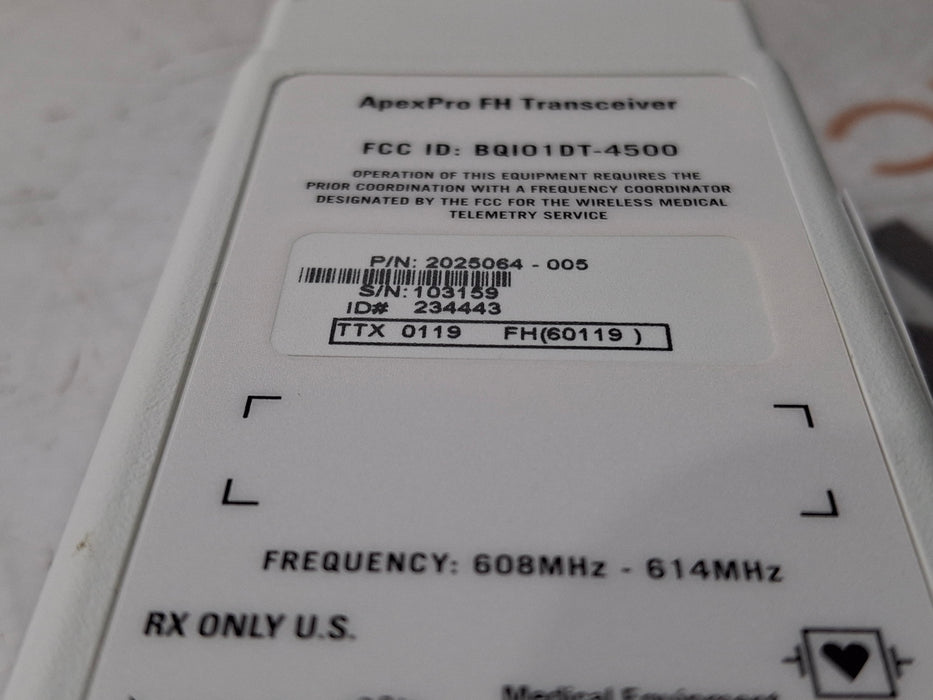 ApexPro FH Transceiver
FCC ID: BQI01DT-4500
OPERATION OF THIS EQUIPMENT REQUIRES THE
PRIOR COORDINATION WITH A FREQUENCY COORDINATOR
DESIGNATED BY THE FCC FOR THE WIRELESS MEDICAL
TELEMETRY SERVICE
P/N: 2025064 - 005
S/N: 103159
ID# 234443
TTX 0119 FH(60119 )
FREQUENCY: 608MHz - 614MHz
RX ONLY U.S.
Medical Equipment